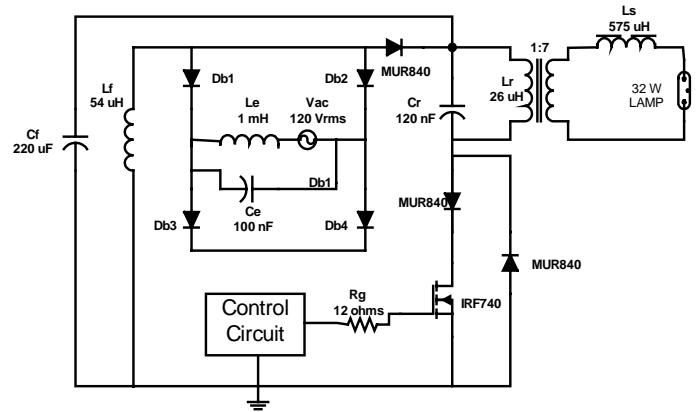 Ls
575 uH
1:7
Lf
54 uH
Db1
Db2
MUR840
Lr
26 uH
32 W
LAMP
Le
1 mH
Vac
120 Vrms
Cr
120 nF
Cf
220 uF
Db1
Ce
100 nF
Db3
Db4
MUR840
MUR840
Rg
12 ohms
IRF740
Control
Circuit